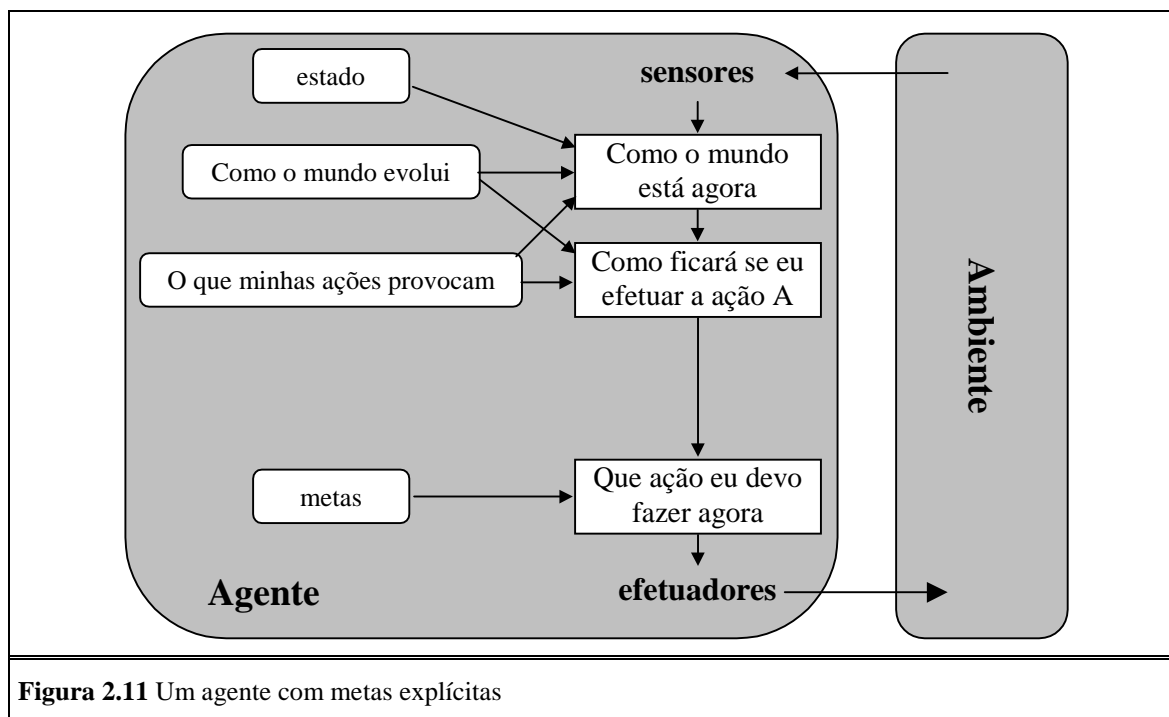 estado
sensores
Como o mundo
está agora
Como o mundo evolui
O que minhas ações provocam
Como ficará se eu
efetuar a ação A
Ambiente
metas
Que ação eu devo
fazer agora
Agente
efetuadores
Figura 2.11 Um agente com metas explícitas